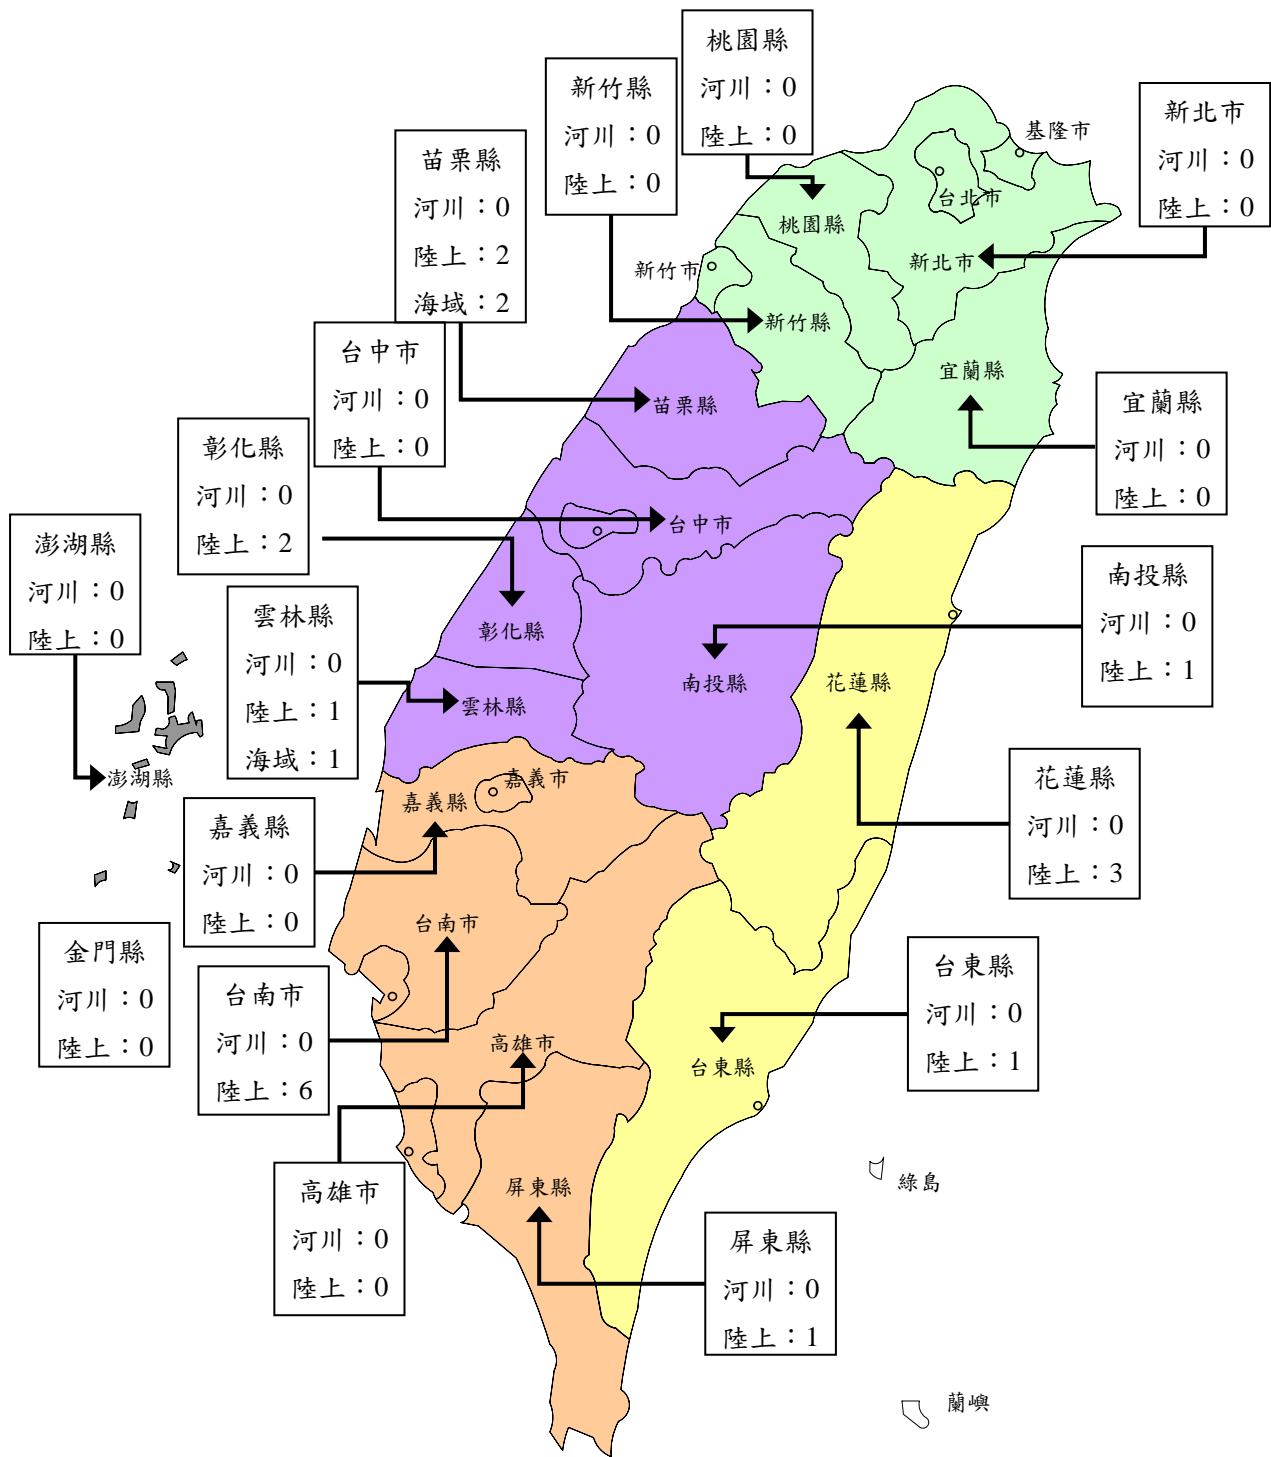 桃園縣
河川：0
陸上：0
新竹縣
河川：0
陸上：0
新北市
河川：0
陸上：0
苗栗縣
河川：0
陸上：2
海域：2
台中市
河川：0
陸上：0
彰化縣
河川：0
陸上：2
宜蘭縣
河川：0
陸上：0
澎湖縣
河川：0
陸上：0
雲林縣
河川：0
陸上：1
海域：1
南投縣
河川：0
陸上：1
花蓮縣
河川：0
陸上：3
嘉義縣
河川：0
陸上：0
金門縣
河川：0
陸上：0
台南市
河川：0
陸上：6
台東縣
河川：0
陸上：1
高雄市
河川：0
陸上：0
屏東縣
河川：0
陸上：1
基隆市
台北市
桃園縣
新北市
新竹市
新竹縣
宜蘭縣
苗栗縣
台中市
彰化縣
南投縣
花蓮縣
雲林縣
澎湖縣
嘉義市
嘉義縣
台南市
高雄市
台東縣
屏東縣
綠島
蘭嶼